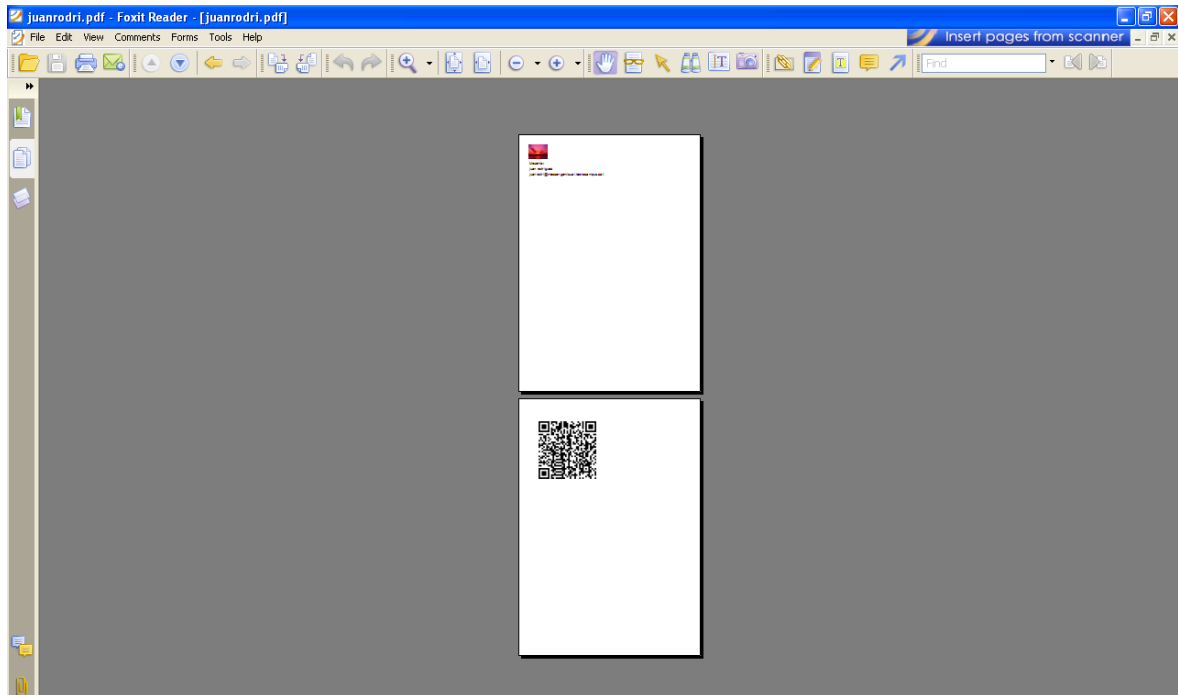 juanrodri.pdf - Foxit Reader - [juanrodri.pdf]
File Edit View Comments Forms Tools Help
Insert pages from scanner
Find